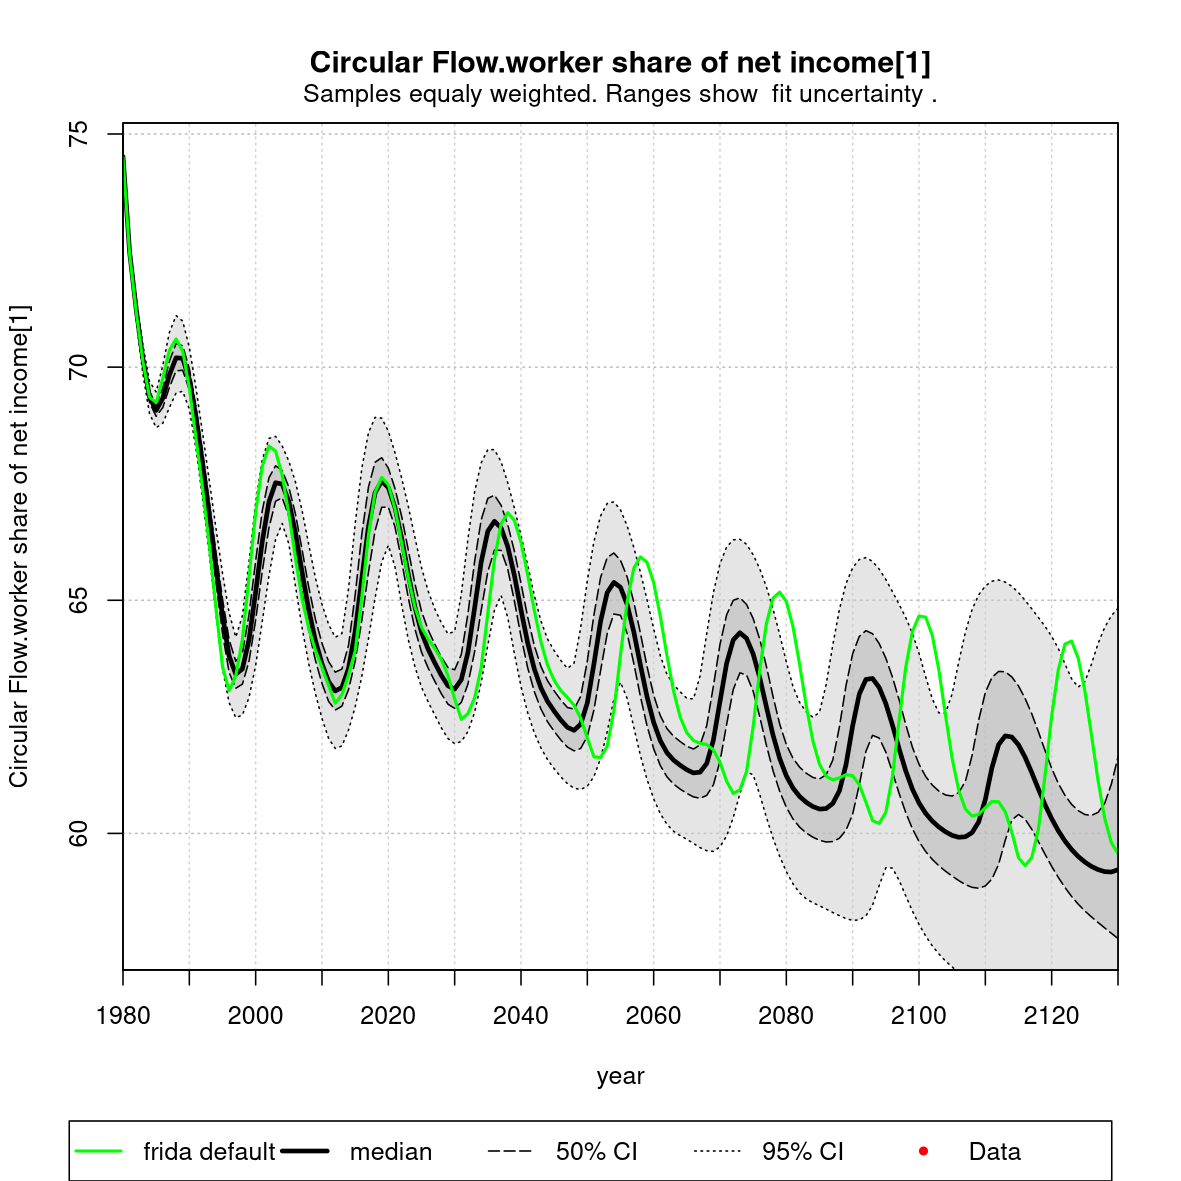 Circular Flow.worker share of net income[1]
Samples equaly weighted. Ranges show  fit uncertainty .
Circular Flow.worker share of net income[1]
75
70
65
60
1980 2000 2020 2040 2060 2080 2100 2120
year
frida default median 50% CI 95% CI Data